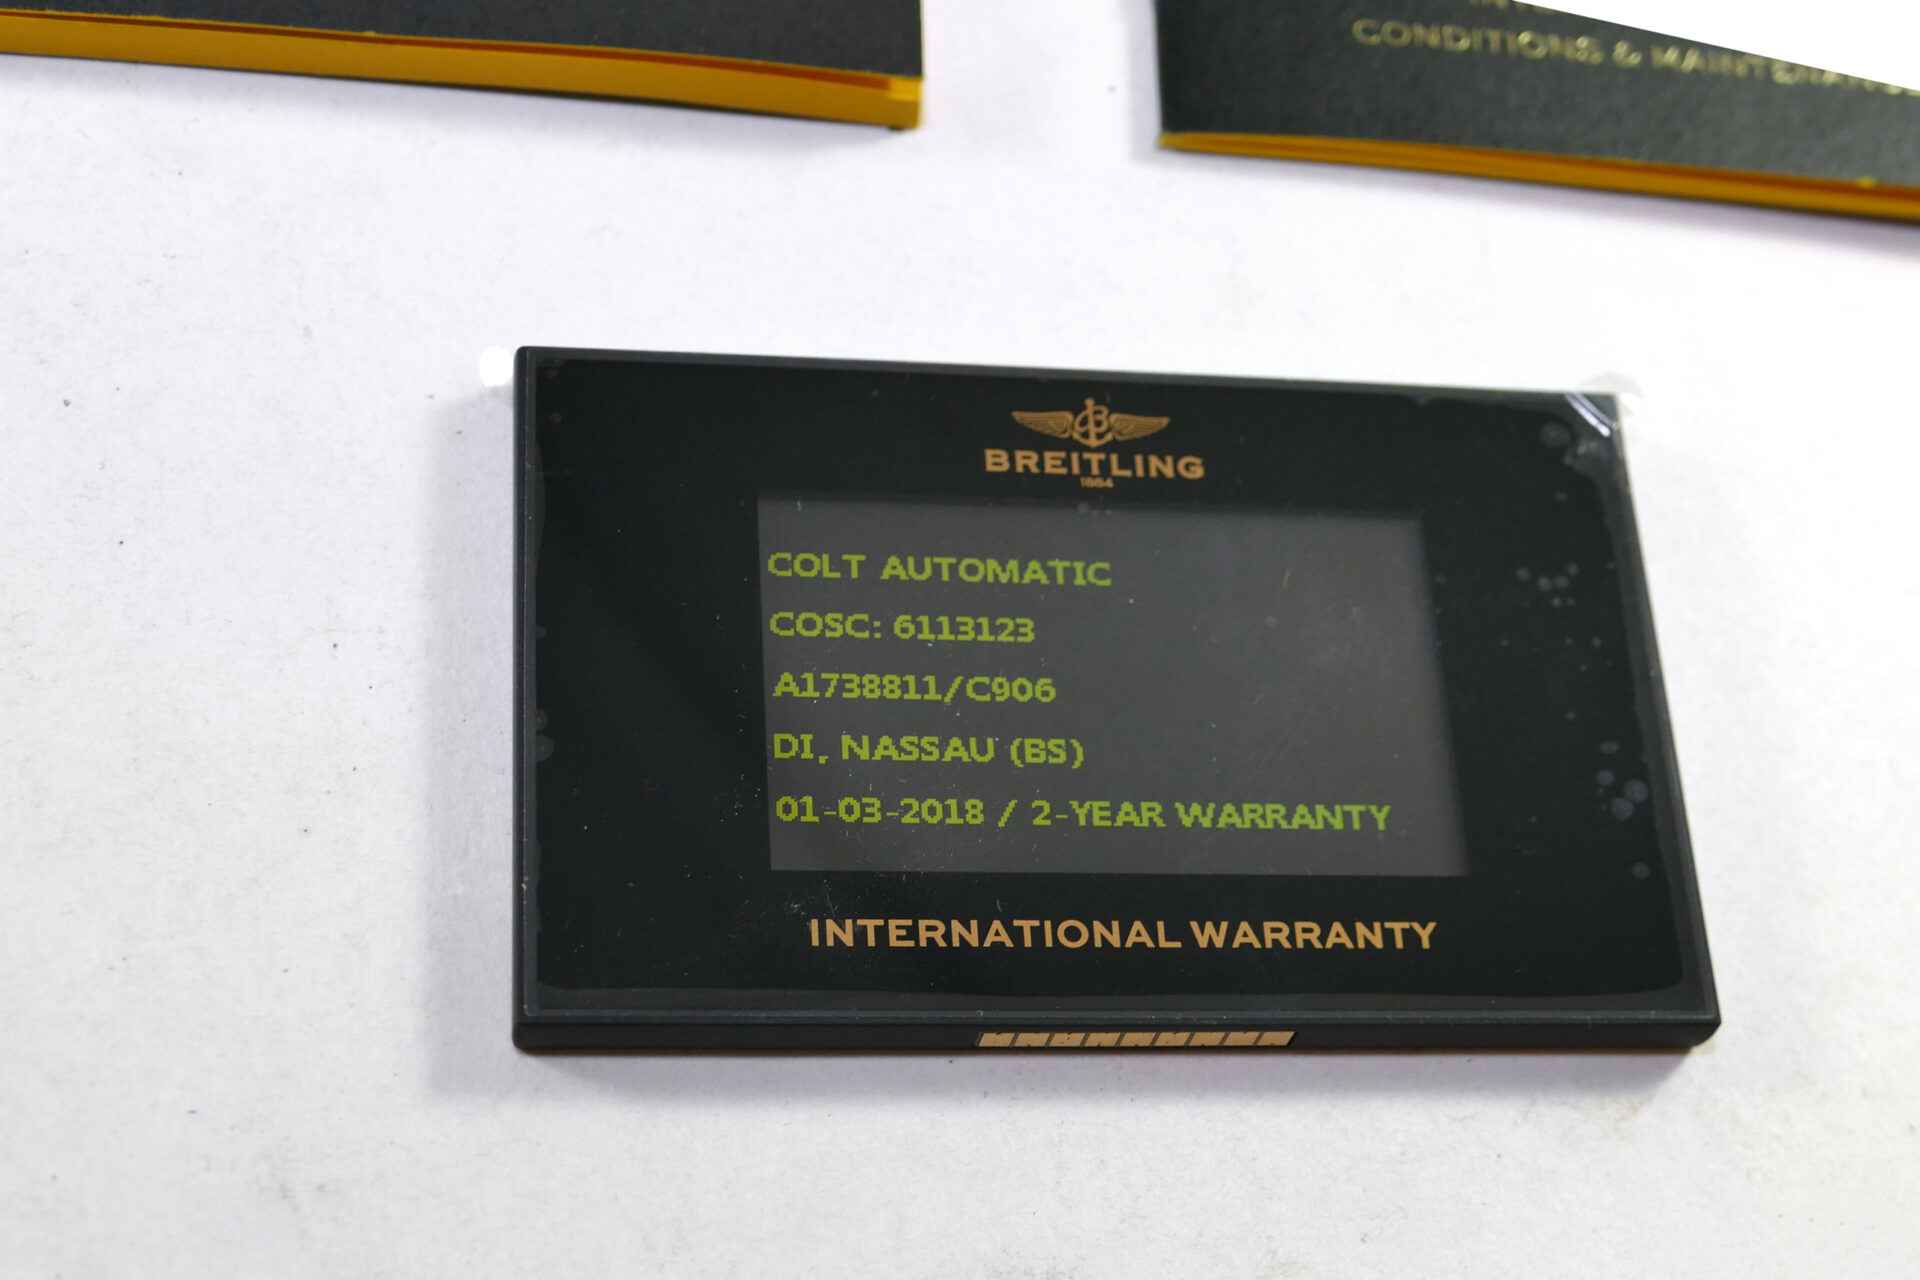 CONDITIONS & MAINTENANCE
BREITLING
1884
COLT AUTOMATIC
COSC: 6113123
A1738811/C906
DI, NASSAU (BS)
01-03-2018 / 2-YEAR WARRANTY
INTERNATIONAL WARRANTY